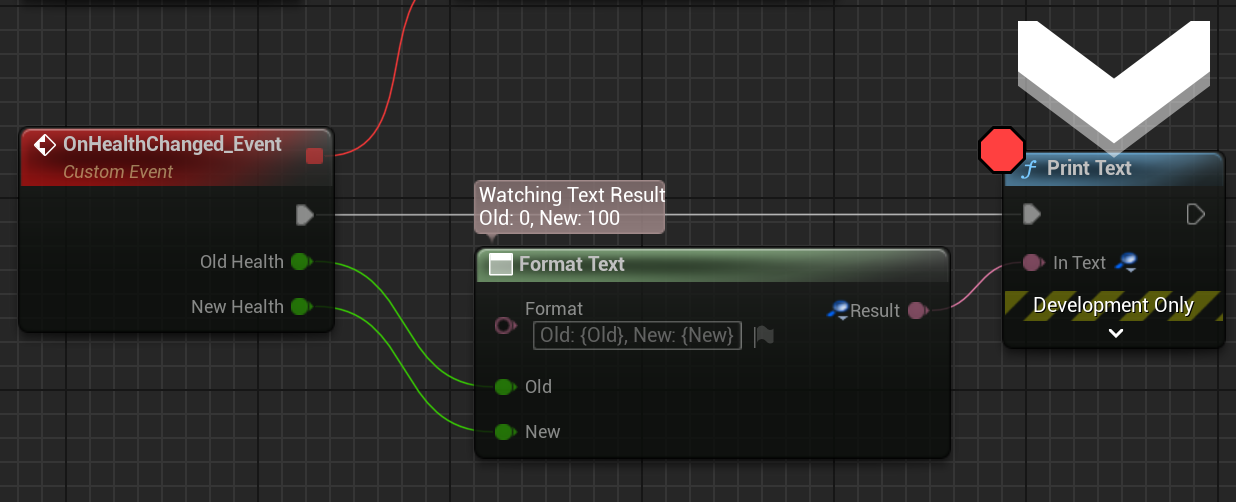 OnHealthChanged_Event
Custom Event
Old Health
New Health
Watching Text Result
Old: 0, New: 100
Format Text
Format
Old: {Old}, New: {New}
Result
Old
New
Print Text
In Text
Development Only